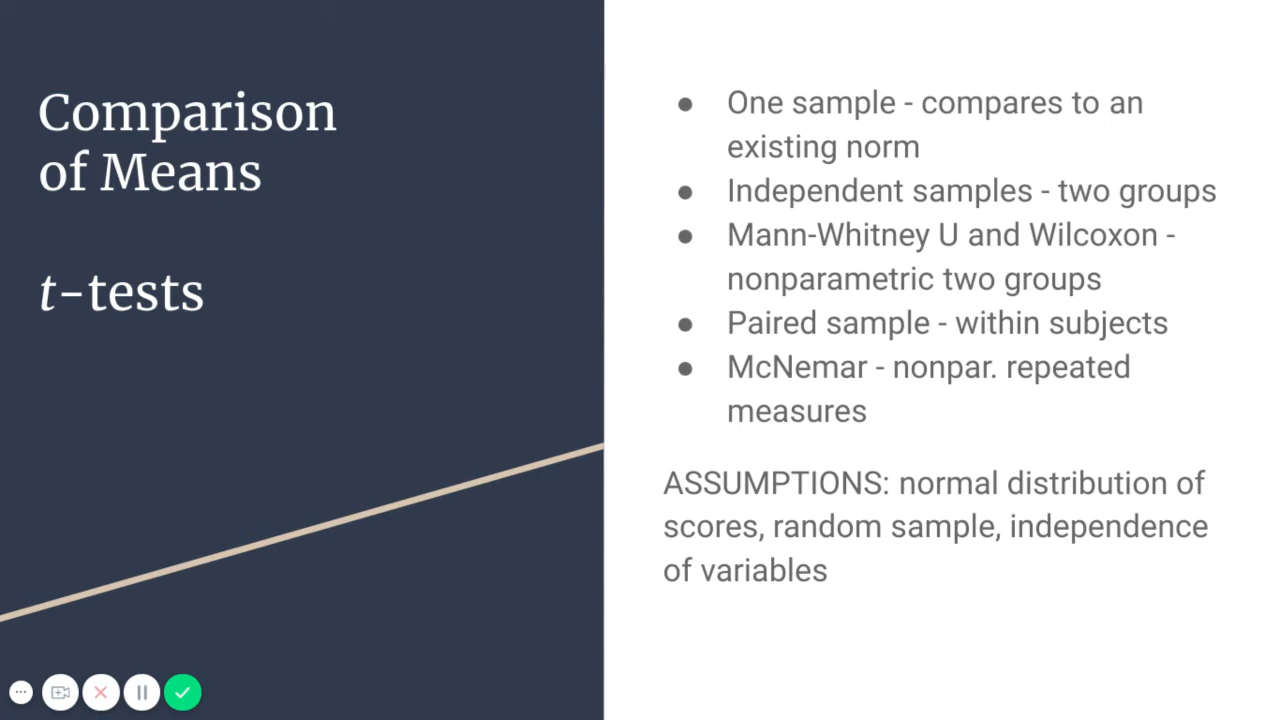 Comparison
of Means
t-tests
● One sample - compares to an
existing norm
● Independent samples - two groups
● Mann-Whitney U and Wilcoxon -
nonparametric two groups
● Paired sample - within subjects
● McNemar - nonpar. repeated
measures
ASSUMPTIONS: normal distribution of
scores, random sample, independence
of variables